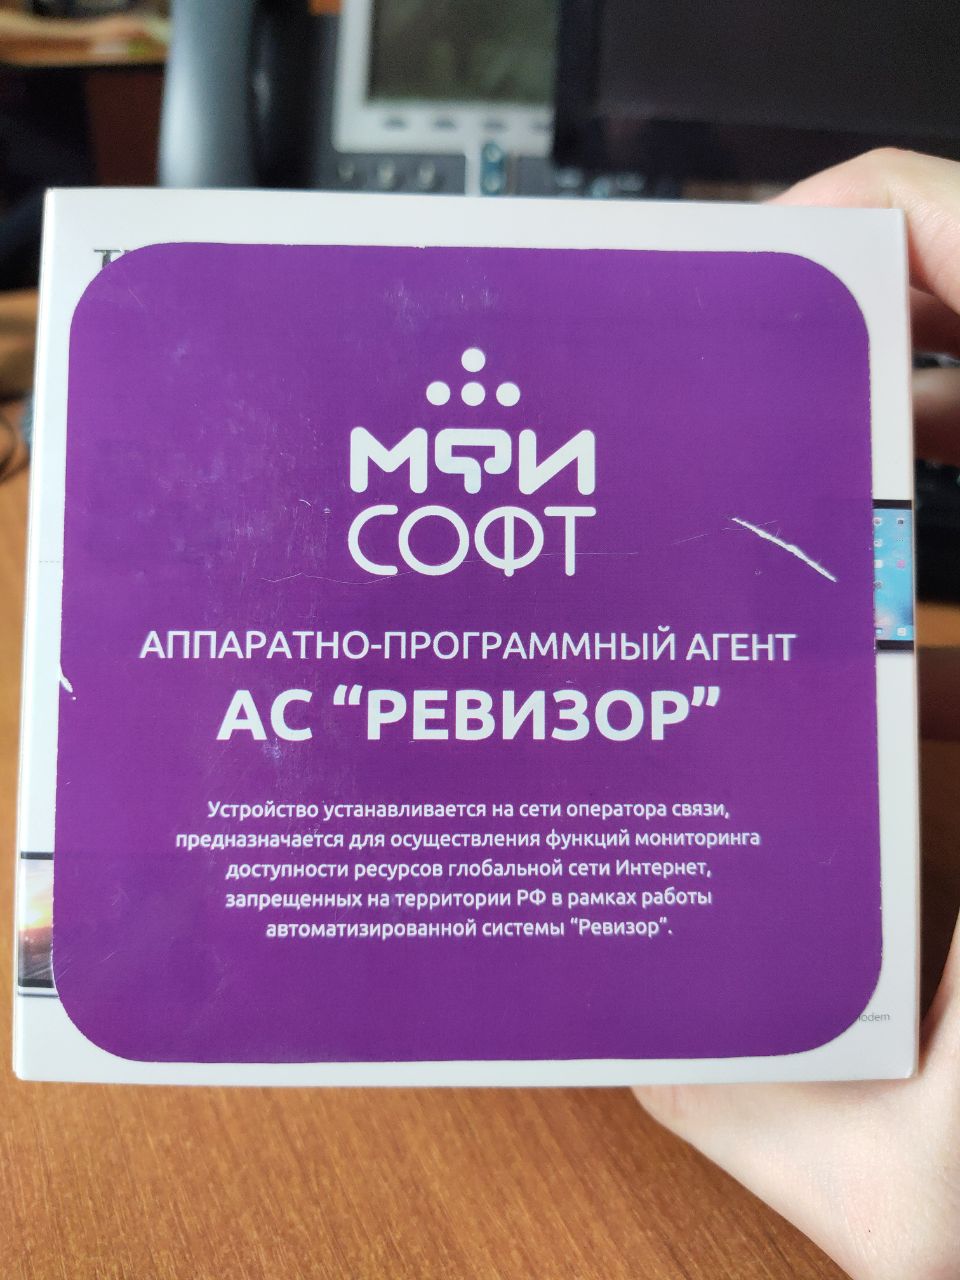 МФИ
СОФТ
АППАРАТНО-ПРОГРАММНЫЙ АГЕНТ
АС “РЕВИЗОР”
Устройство устанавливается на сети оператора связи,
предназначается для осуществления функций мониторинга
доступности ресурсов глобальной сети Интернет,
запрещенных на территории РФ в рамках работы
автоматизированной системы “Ревизор”.